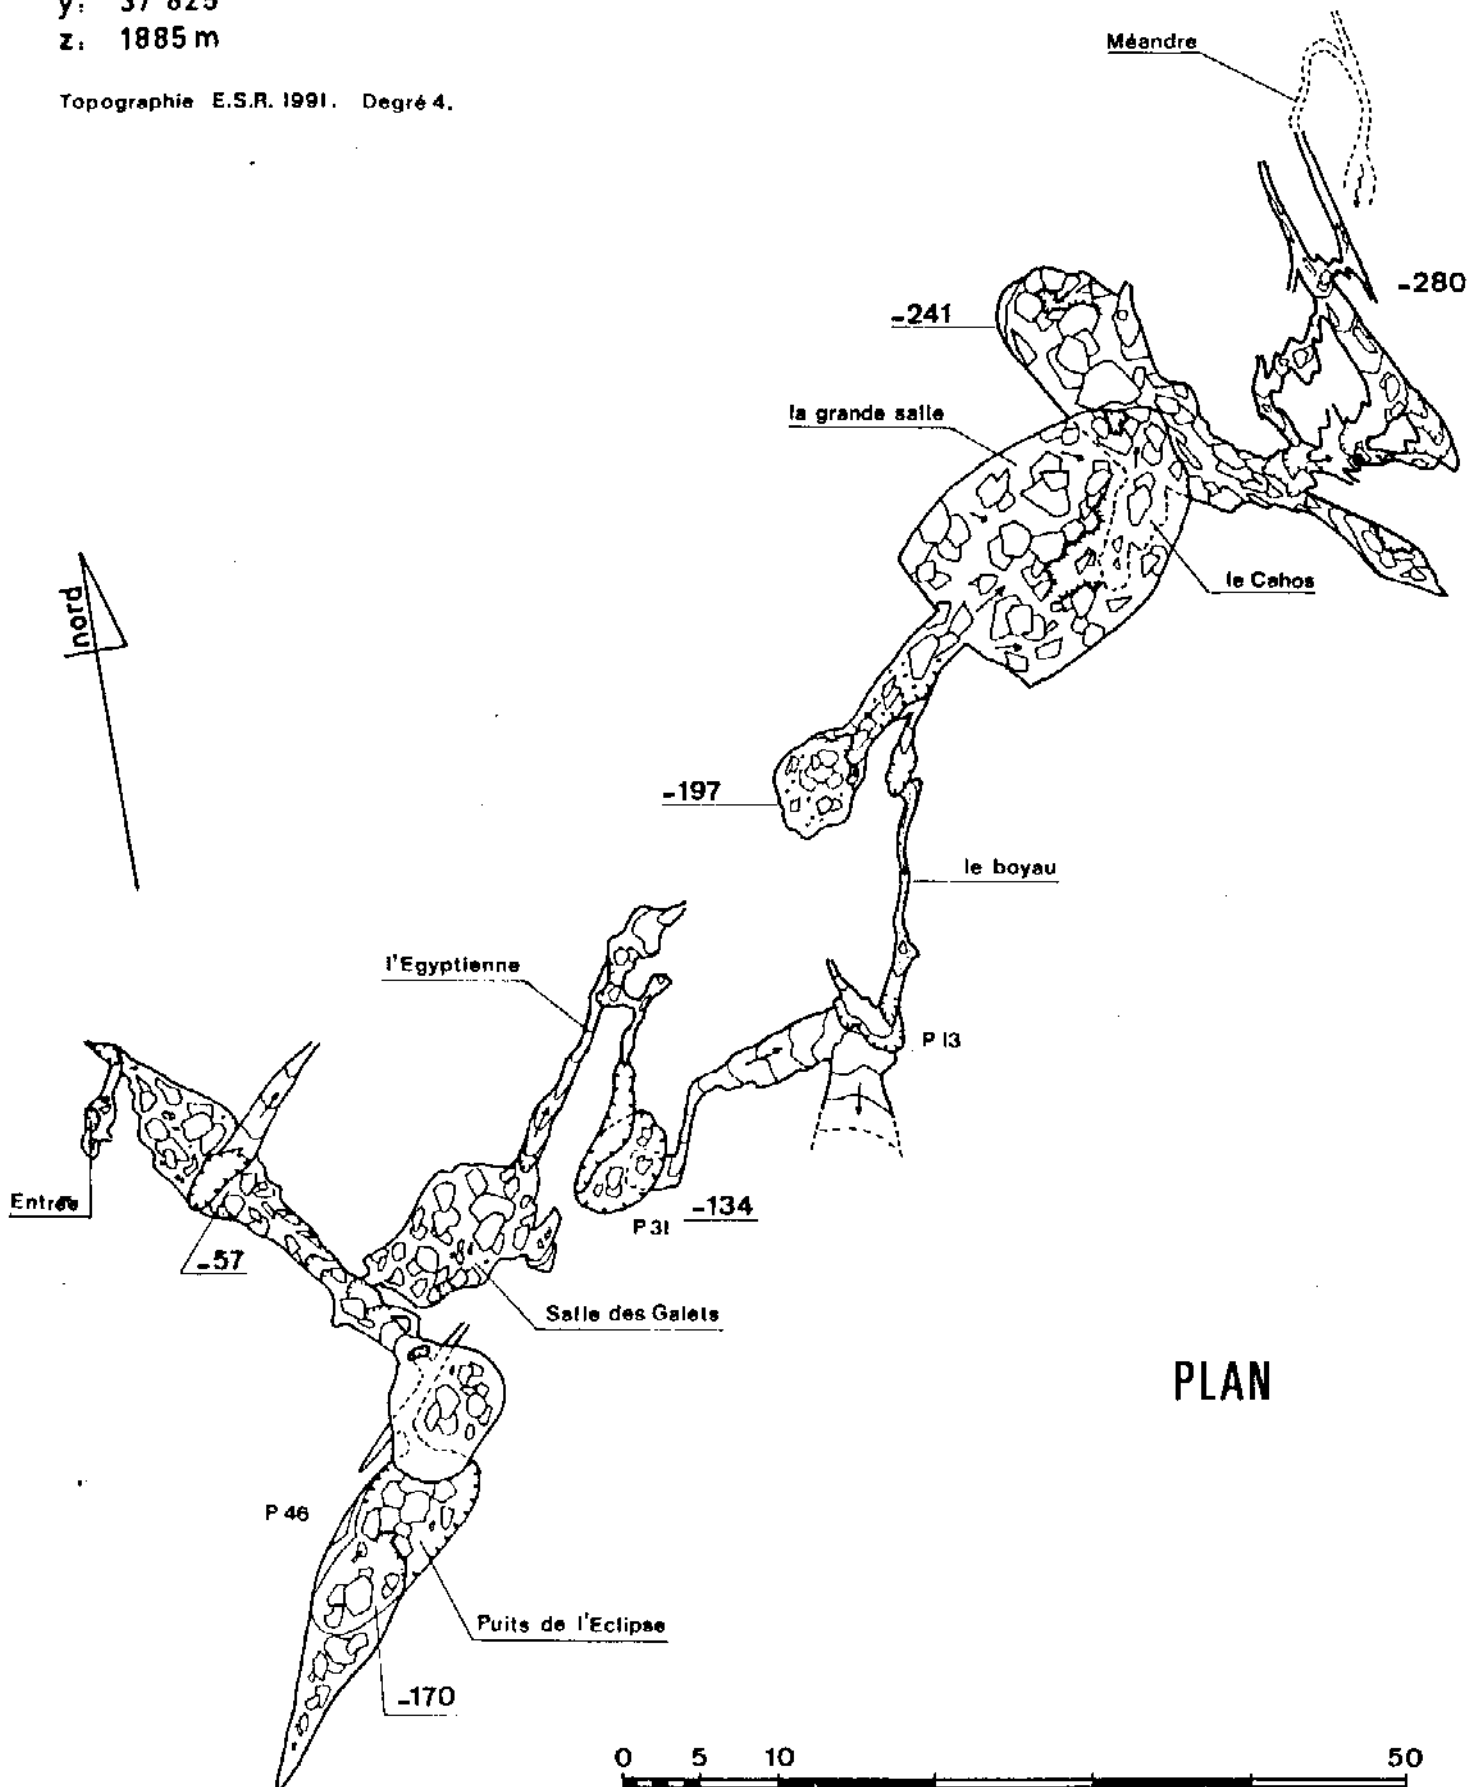 y: 37 825
z: 1885 m
Topographie E.S.R. 1991. Degré 4.
Méandre
-280
-241
la grande salle
le Cahos
nord
-197
le boyau
l'Egyptienne
P 13
Entrée
-134
P 31
-57
Salle des Galets
PLAN
P 46
Puits de l'Eclipse
-170
0 5 10 50